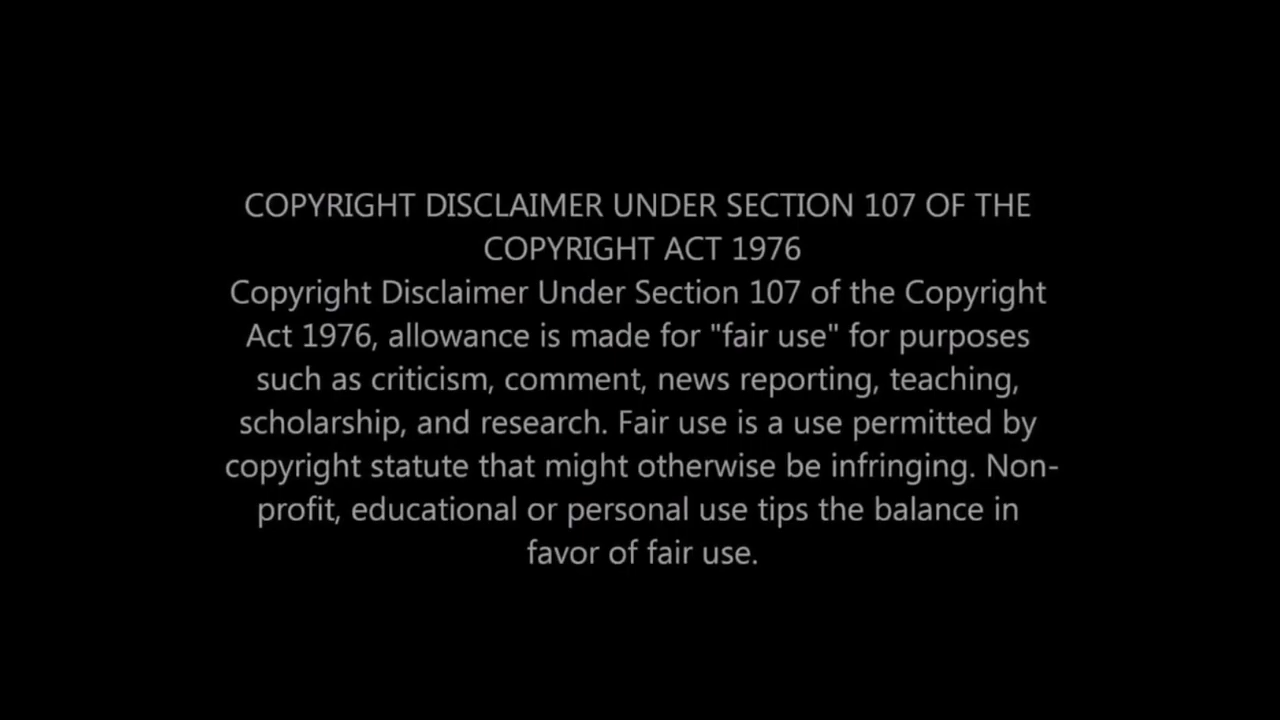 COPYRIGHT DISCLAIMER UNDER SECTION 107 OF THE
COPYRIGHT ACT 1976
Copyright Disclaimer Under Section 107 of the Copyright
Act 1976, allowance is made for "fair use" for purposes
such as criticism, comment, news reporting, teaching,
scholarship, and research. Fair use is a use permitted by
copyright statute that might otherwise be infringing. Non-
profit, educational or personal use tips the balance in
favor of fair use.